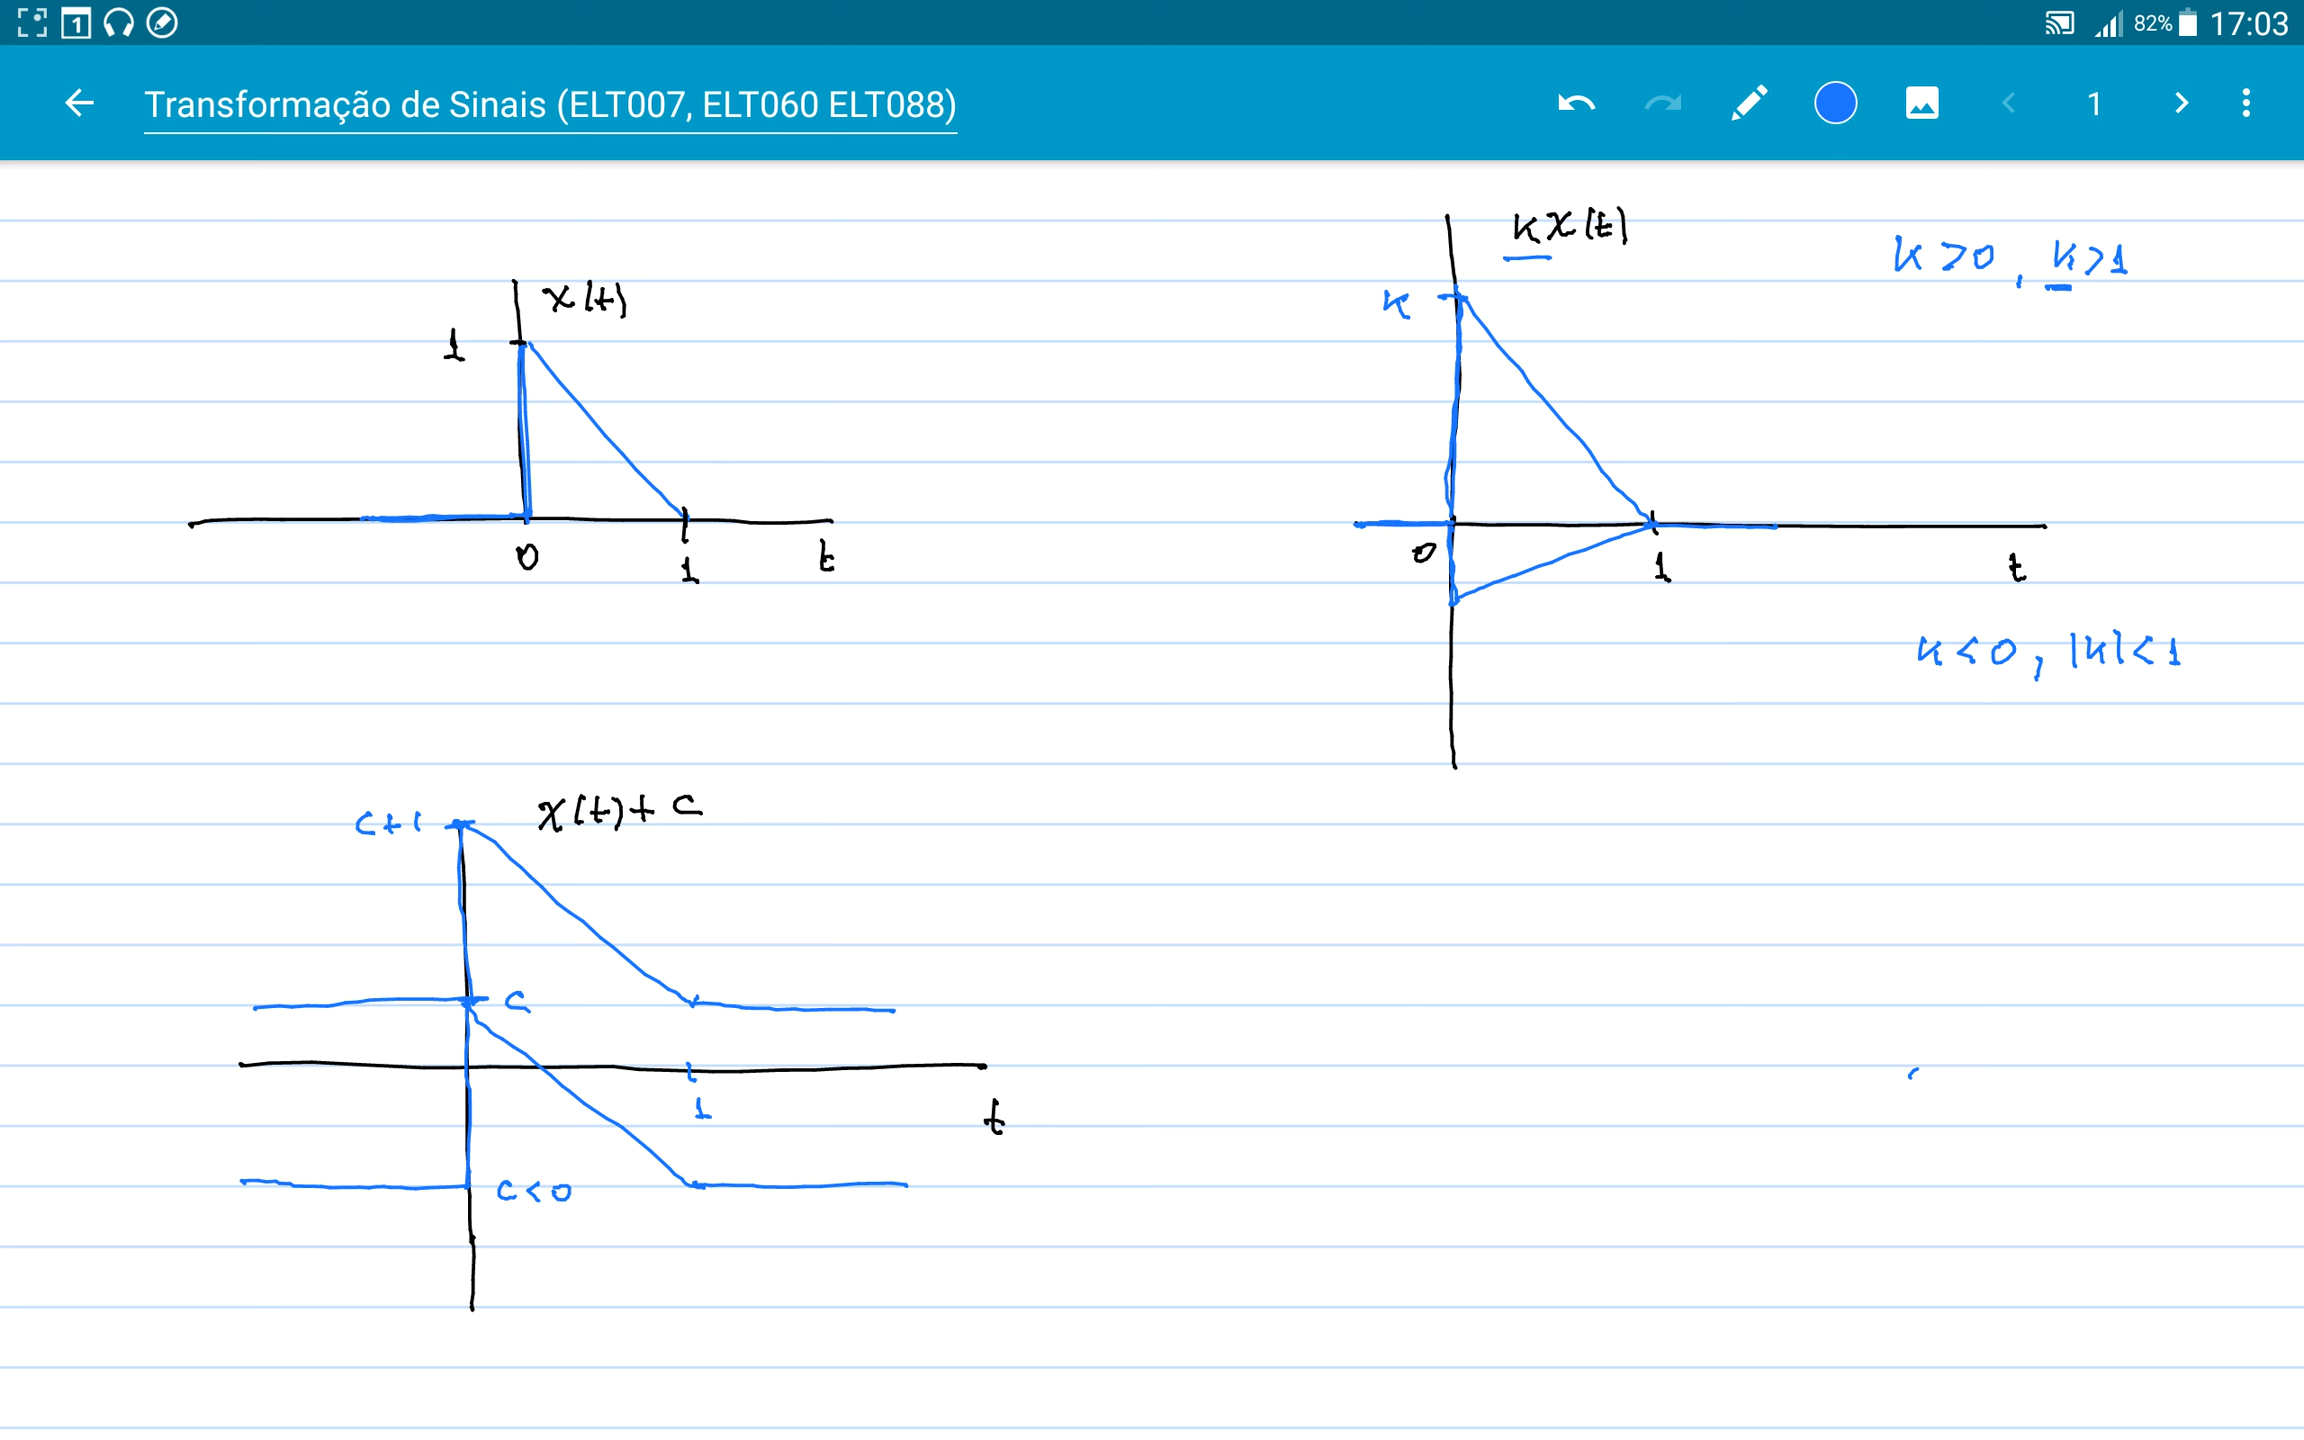 1 82% 17:03
Transformação de Sinais (ELT007, ELT060 ELT088) 1
x(t)
1
0 1 t
kx(t)
k>0, k>1
k
0 1 t
k<0, |k|<1
x(t)+c
c+1
c
1
t
c<0